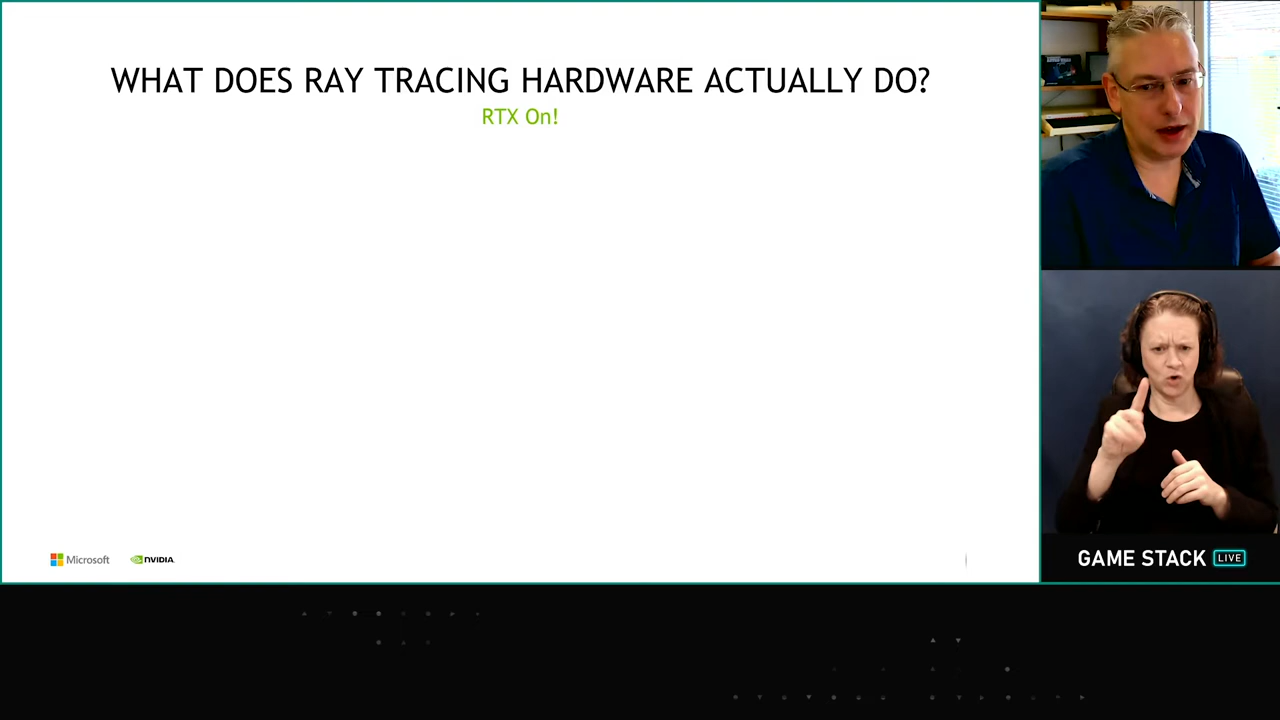 WHAT DOES RAY TRACING HARDWARE ACTUALLY DO?
RTX On!
Microsoft
NVIDIA
GAME STACK LIVE